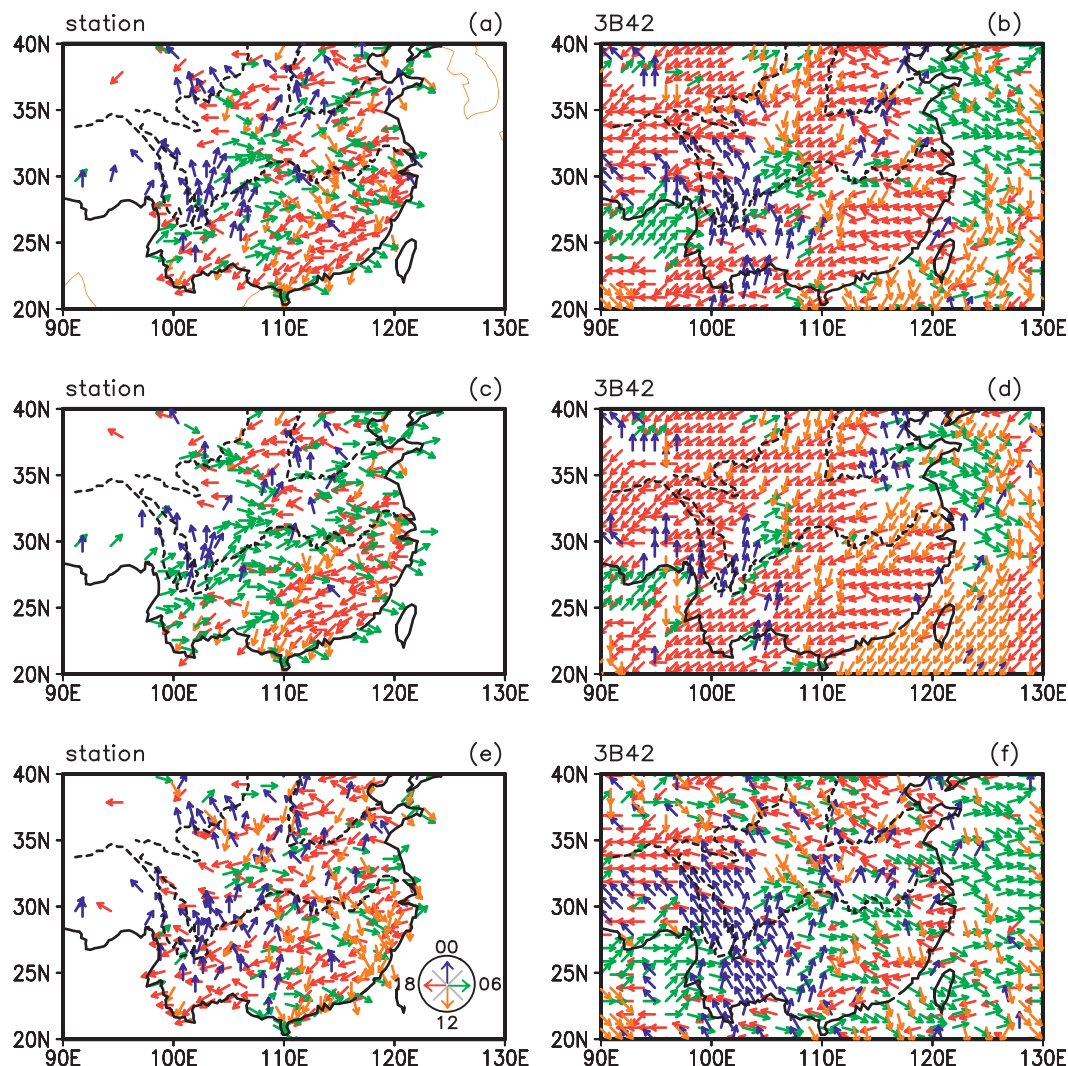 station (a) 3B42 (b)
40N 40N
35N 35N
30N 30N
25N 25N
20N 20N
90E 100E 110E 120E 130E 90E 100E 110E 120E 130E
station (c) 3B42 (d)
40N 40N
35N 35N
30N 30N
25N 25N
20N 20N
90E 100E 110E 120E 130E 90E 100E 110E 120E 130E
station (e) 3B42 (f)
40N 40N
35N 35N
30N 30N
25N 25N
00
8 06
12
20N 20N
90E 100E 110E 120E 130E 90E 100E 110E 120E 130E